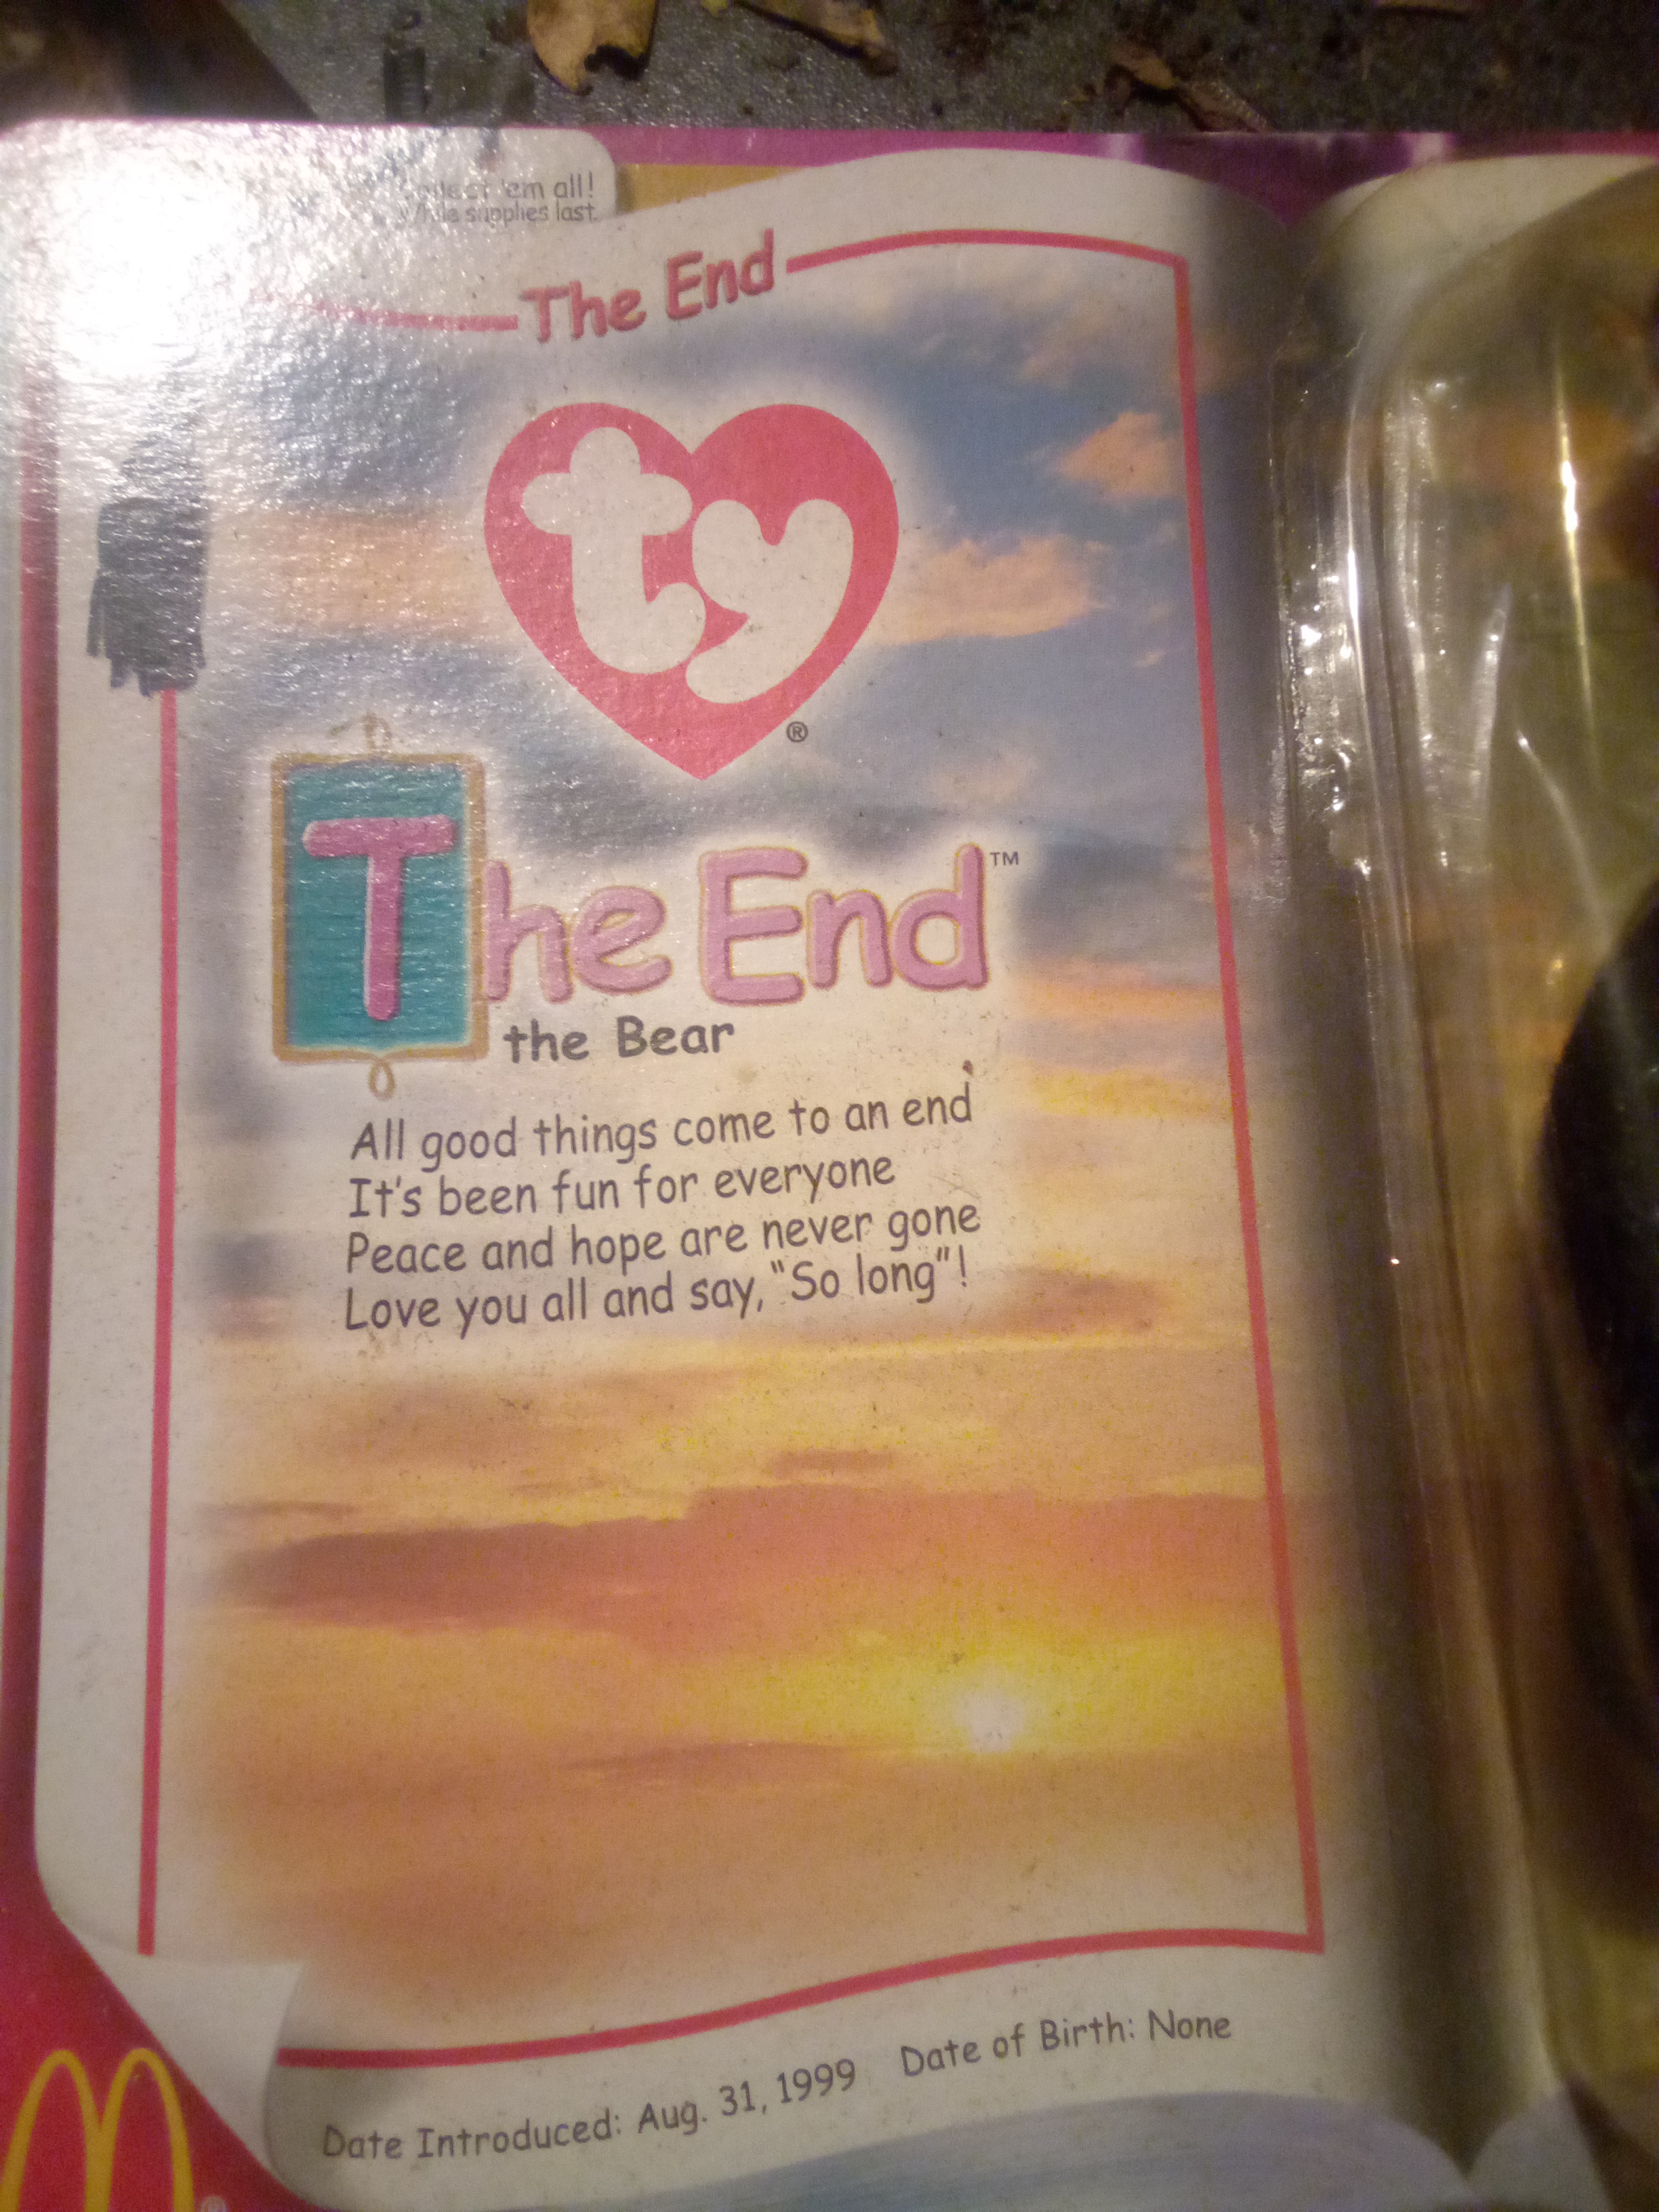 Collect 'em all!
While supplies last.
The End
ty
®
The End™
the Bear
All good things come to an end
It's been fun for everyone
Peace and hope are never gone
Love you all and say, "So long"!
Date Introduced: Aug. 31, 1999 Date of Birth: None